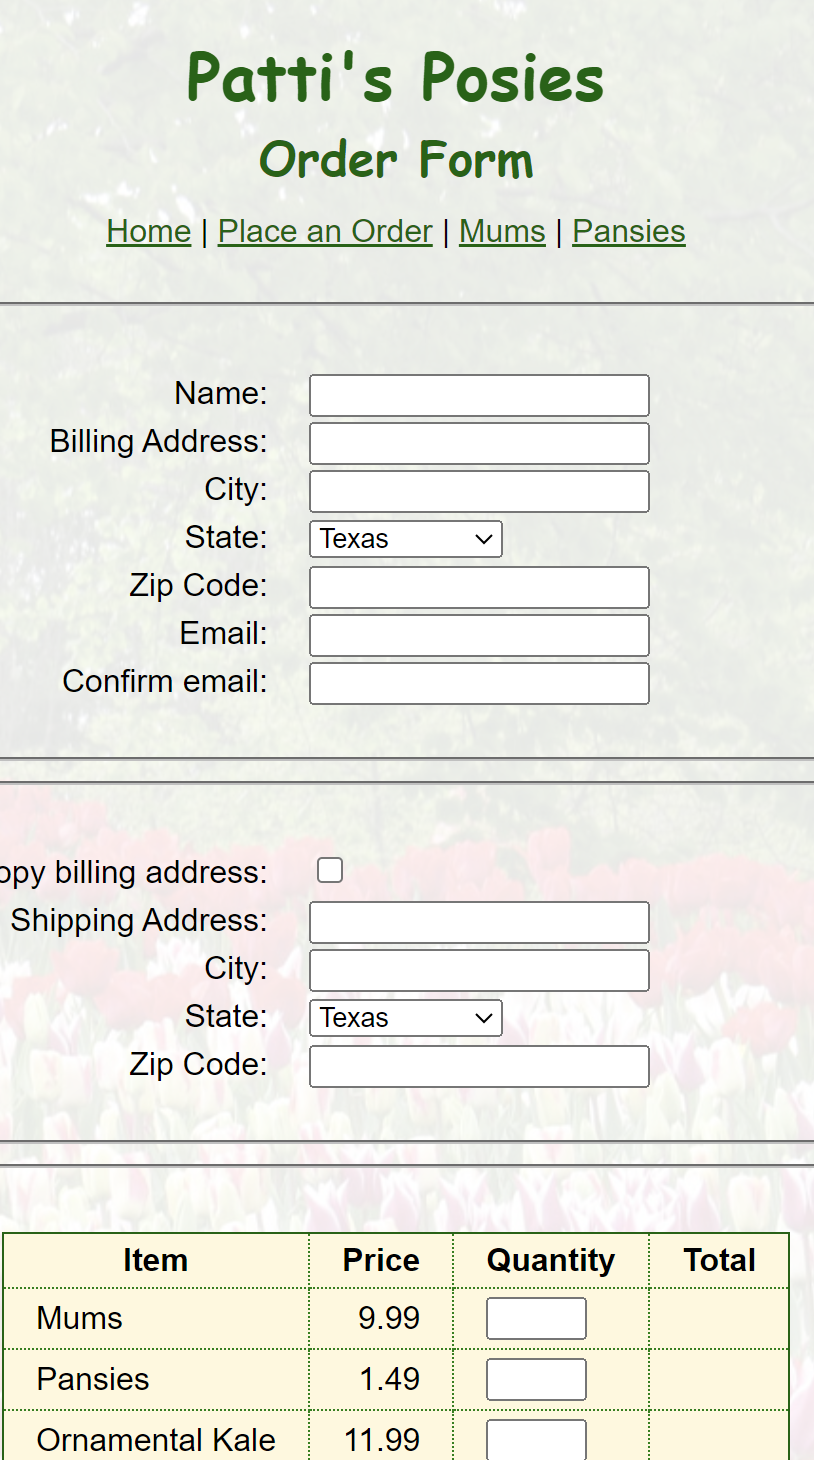 Patti's Posies
Order Form
Home | Place an Order | Mums | Pansies
Name:
Billing Address:
City:
State: Texas
Zip Code:
Email:
Confirm email:
billing address:
Shipping Address:
City:
State: Texas
Zip Code:
Item Price Quantity Total
Mums 9.99
Pansies 1.49
Ornamental Kale 11.99